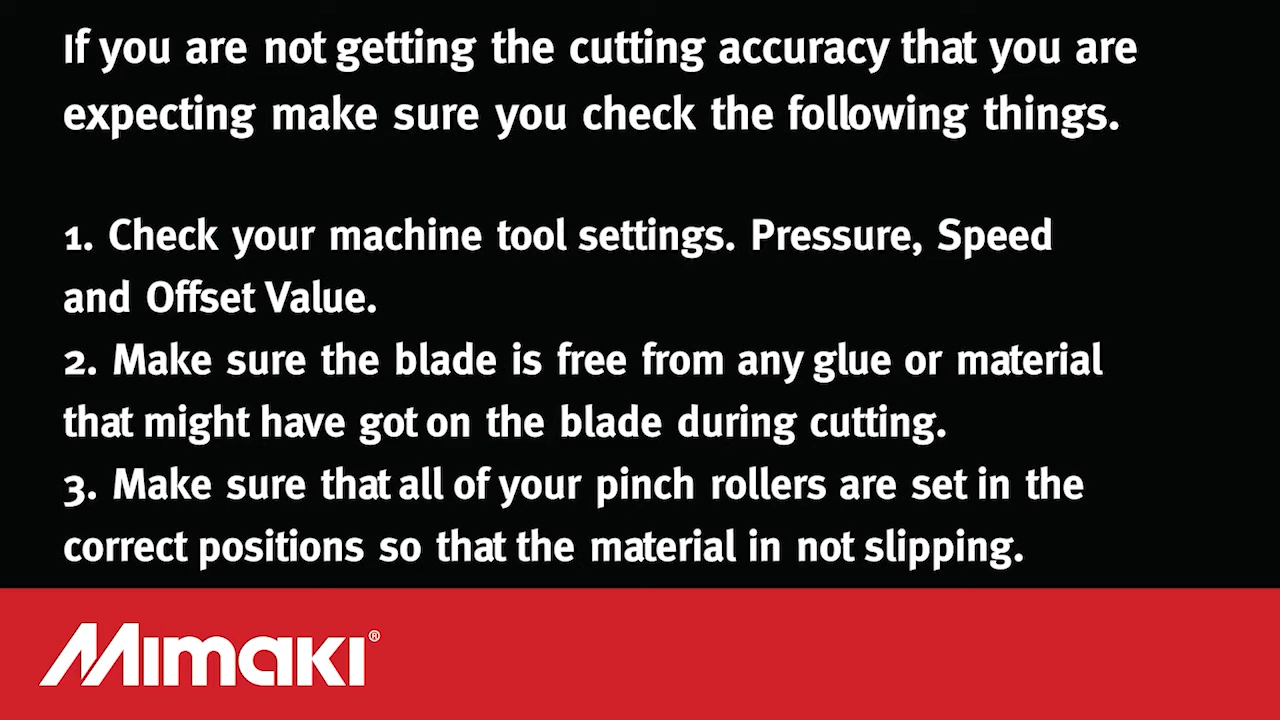 If you are not getting the cutting accuracy that you are
expecting make sure you check the following things.
1. Check your machine tool settings. Pressure, Speed
and Offset Value.
2. Make sure the blade is free from any glue or material
that might have got on the blade during cutting.
3. Make sure that all of your pinch rollers are set in the
correct positions so that the material in not slipping.
Mimaki®